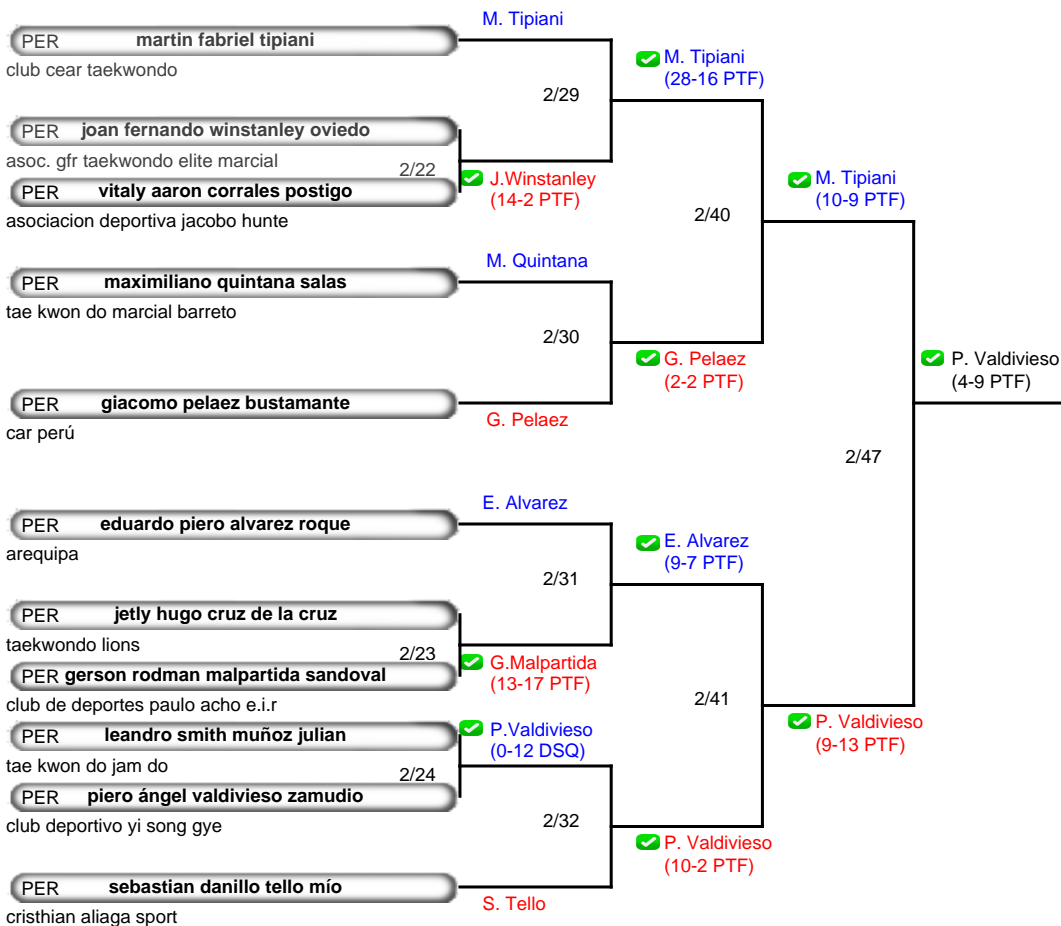 M. Tipiani
PER martin fabriel tipiani
club cear taekwondo
M. Tipiani
(28-16 PTF)
2/29
PER joan fernando winstanley oviedo
asoc. gfr taekwondo elite marcial
2/22
J.Winstanley
(14-2 PTF)
PER vitaly aaron corrales postigo
asociacion deportiva jacobo hunte
M. Tipiani
(10-9 PTF)
2/40
M. Quintana
PER maximiliano quintana salas
tae kwon do marcial barreto
2/30
G. Pelaez
(2-2 PTF)
P. Valdivieso
(4-9 PTF)
PER giacomo pelaez bustamante
G. Pelaez
car perú
2/47
E. Alvarez
PER eduardo piero alvarez roque
arequipa
E. Alvarez
(9-7 PTF)
2/31
PER jetly hugo cruz de la cruz
taekwondo lions
2/23
G.Malpartida
(13-17 PTF)
PER gerson rodman malpartida sandoval
club de deportes paulo acho e.i.r
2/41
P. Valdivieso
(9-13 PTF)
PER leandro smith muñoz julian
P.Valdivieso
(0-12 DSQ)
tae kwon do jam do
2/24
PER piero ángel valdivieso zamudio
club deportivo yi song gye
2/32
P. Valdivieso
(10-2 PTF)
PER sebastian danillo tello mío
S. Tello
cristhian aliaga sport